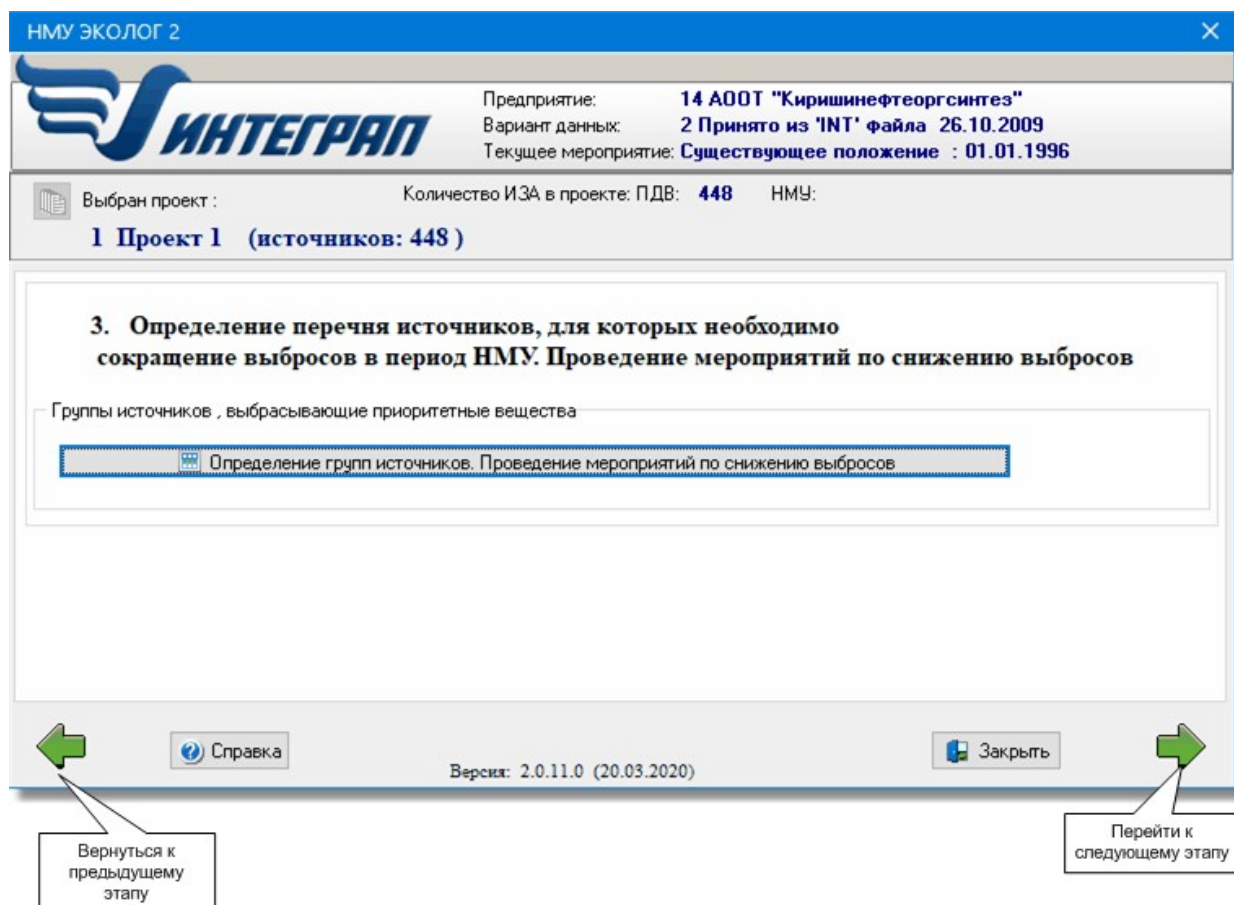 НМУ ЭКОЛОГ 2
ИНТЕГРАЛ
Предприятие: 14 АООТ "Киришинефтеоргсинтез"
Вариант данных: 2 Принято из 'INT' файла 26.10.2009
Текущее мероприятие: Существующее положение : 01.01.1996
Выбран проект :
Количество ИЗА в проекте: ПДВ: 448 НМУ:
1 Проект 1 (источников: 448 )
3. Определение перечня источников, для которых необходимо
сокращение выбросов в период НМУ. Проведение мероприятий по снижению выбросов
Группы источников , выбрасывающие приоритетные вещества
Определение групп источников. Проведение мероприятий по снижению выбросов
Справка
Версия: 2.0.11.0 (20.03.2020)
Закрыть
Вернуться к
предыдущему
этапу
Перейти к
следующему этапу